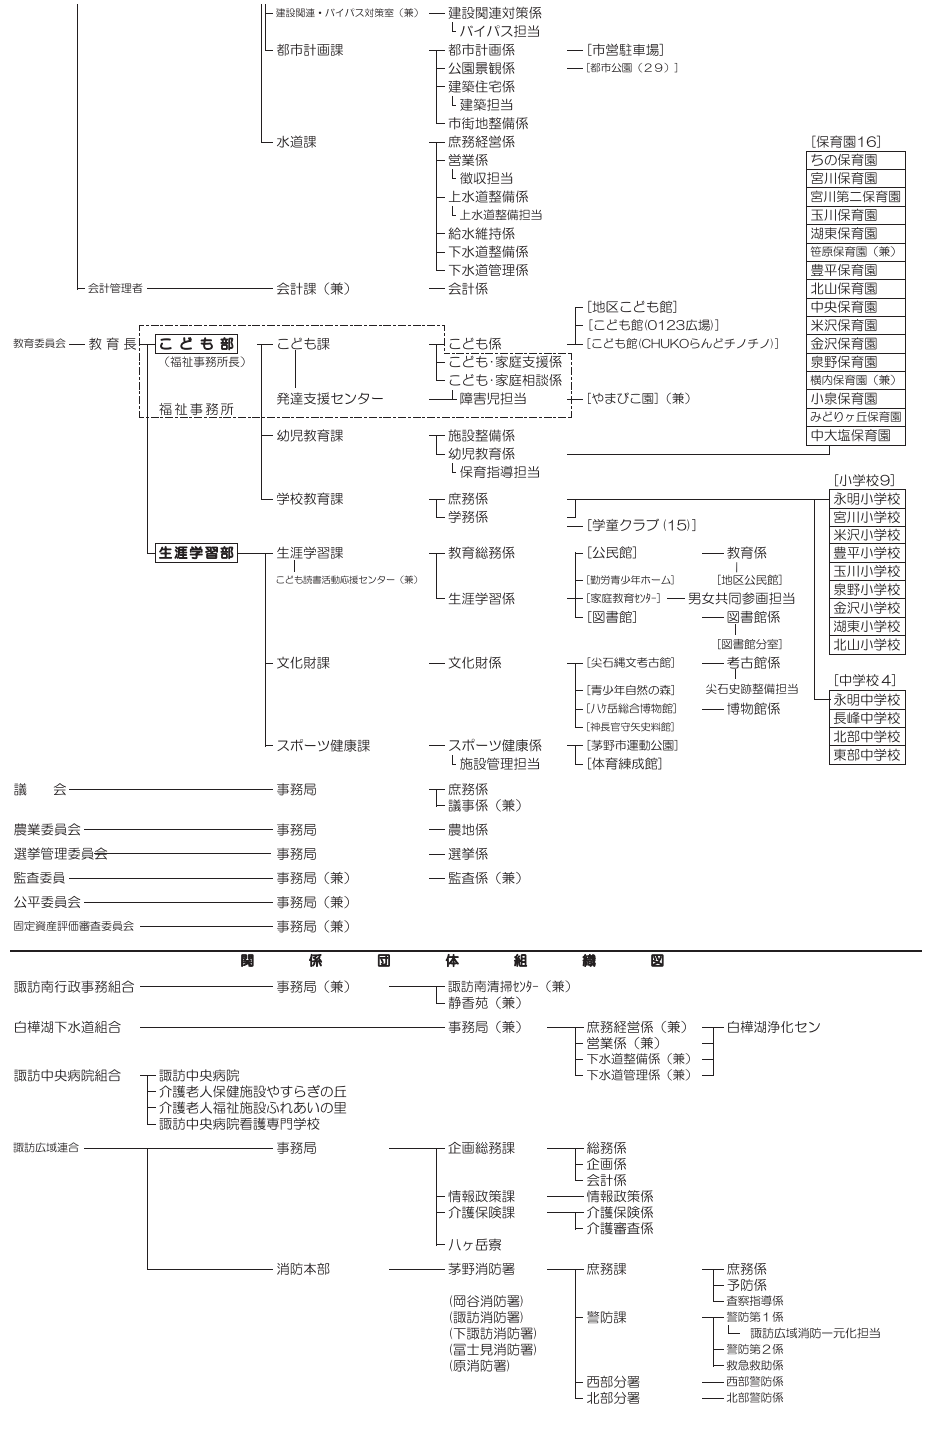 建設関連・バイパス対策室（兼） 建設関連対策係
バイパス担当
都市計画課 都市計画係 [市営駐車場]
公園景観係 [都市公園（２９）]
建築住宅係
建築担当
市街地整備係
水道課 庶務経営係 [保育園16]
営業係 ちの保育園
徴収担当 宮川保育園
上水道整備係 宮川第二保育園
上水道整備担当 玉川保育園
給水維持係 湖東保育園
下水道整備係 笹原保育園（兼）
下水道管理係 豊平保育園
会計管理者 会計課（兼） 会計係 北山保育園
[地区こども館] 中央保育園
[こども館(0123広場)] 米沢保育園
教育委員会 教育長 こども部 こども課 こども係 [こども館(CHUKOらんどチノチノ)] 金沢保育園
（福祉事務所長） こども･家庭支援係 泉野保育園
こども･家庭相談係 横内保育園（兼）
発達支援センター 障害児担当 [やまびこ園]（兼） 小泉保育園
福祉事務所 みどりヶ丘保育園
幼児教育課 施設整備係 中大塩保育園
幼児教育係
保育指導担当
[小学校9]
学校教育課 庶務係 永明小学校
学務係 宮川小学校
[学童クラブ(15)] 米沢小学校
生涯学習部 生涯学習課 教育総務係 [公民館] 教育係 豊平小学校
玉川小学校
こども読書活動応援センター（兼） [勤労青少年ホーム] [地区公民館]
泉野小学校
生涯学習係 [家庭教育ｾﾝﾀｰ] 男女共同参画担当 金沢小学校
[図書館] 図書館係 湖東小学校
[図書館分室] 北山小学校
文化財課 文化財係 [尖石縄文考古館] 考古館係
[中学校４]
[青少年自然の森] 尖石史跡整備担当
永明中学校
[八ｹ岳総合博物館] 博物館係 長峰中学校
[神長官守矢史料館] 北部中学校
スポーツ健康課 スポーツ健康係 [茅野市運動公園] 東部中学校
施設管理担当 [体育練成館]
議　会 事務局 庶務係
議事係（兼）
農業委員会 事務局 農地係
選挙管理委員会 事務局 選挙係
監査委員 事務局（兼） 監査係（兼）
公平委員会 事務局（兼）
固定資産評価審査委員会 事務局（兼）
関係団体組織図
諏訪南行政事務組合 事務局（兼） 諏訪南清掃ｾﾝﾀｰ（兼）
静香苑（兼）
白樺湖下水道組合 事務局（兼） 庶務経営係（兼） 白樺湖浄化セン
営業係（兼）
下水道整備係（兼）
下水道管理係（兼）
諏訪中央病院組合 諏訪中央病院
介護老人保健施設やすらぎの丘
介護老人福祉施設ふれあいの里
諏訪中央病院看護専門学校
諏訪広域連合 事務局 企画総務課 総務係
企画係
会計係
情報政策課 情報政策係
介護保険課 介護保険係
介護審査係
八ヶ岳寮
消防本部 茅野消防署 庶務課 庶務係
予防係
(岡谷消防署) 査察指導係
(諏訪消防署) 警防課 警防第１係
(下諏訪消防署) 諏訪広域消防一元化担当
(富士見消防署) 警防第２係
(原消防署) 救急救助係
西部分署 西部警防係
北部分署 北部警防係